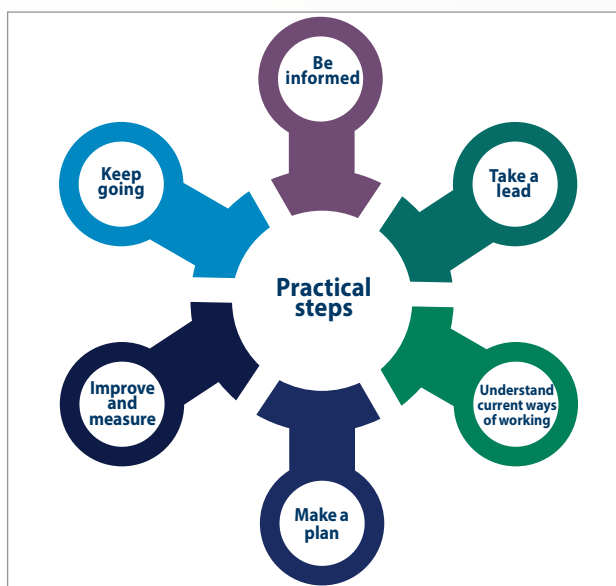 Be
informed
Take a
lead
Understand
current ways
of working
Make a
plan
Improve
and
measure
Keep
going
Practical
steps